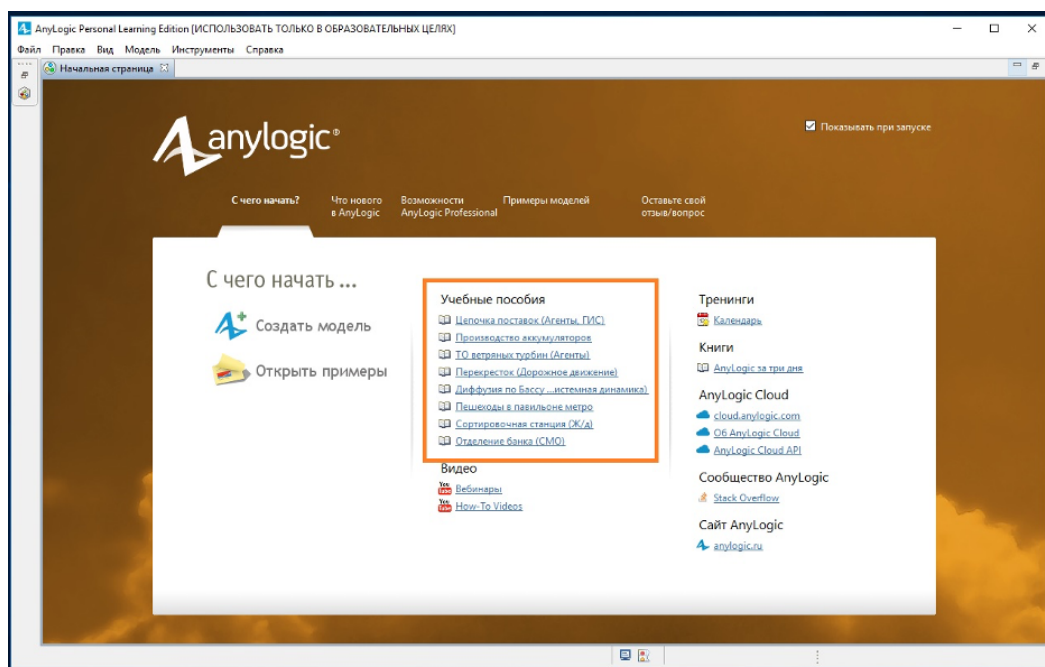 AnyLogic Personal Learning Edition [ИСПОЛЬЗОВАТЬ ТОЛЬКО В ОБРАЗОВАТЕЛЬНЫХ ЦЕЛЯХ]
Файл Правка Вид Модель Инструменты Справка
Начальная страница
anylogic®
Показывать при запуске
С чего начать?
Что нового
в AnyLogic
Возможности
AnyLogic Professional
Примеры моделей
Оставьте свой
отзыв/вопрос
С чего начать ...
Создать модель
Открыть примеры
Учебные пособия
Цепочка поставок (Агенты, ГИС)
Производство аккумуляторов
ТО ветряных турбин (Агенты)
Перекресток (Дорожное движение)
Диффузия по Бассу ...истемная динамика)
Пешеходы в павильоне метро
Сортировочная станция (Ж/д)
Отделение банка (СМО)
Видео
You Tube Вебинары
You Tube How-To Videos
Тренинги
Календарь
Книги
AnyLogic за три дня
AnyLogic Cloud
cloud.anylogic.com
Об AnyLogic Cloud
AnyLogic Cloud API
Сообщество AnyLogic
Stack Overflow
Сайт AnyLogic
anylogic.ru